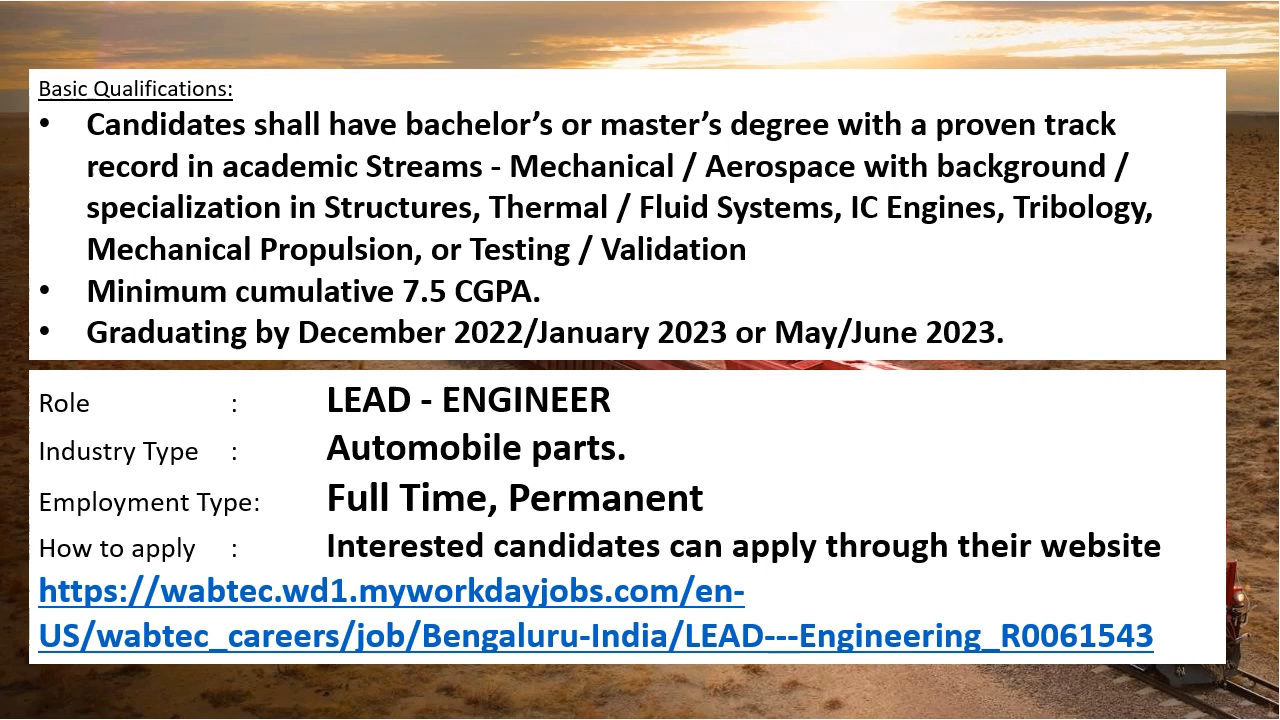 Basic Qualifications:
• Candidates shall have bachelor’s or master’s degree with a proven track
record in academic Streams - Mechanical / Aerospace with background /
specialization in Structures, Thermal / Fluid Systems, IC Engines, Tribology,
Mechanical Propulsion, or Testing / Validation
• Minimum cumulative 7.5 CGPA.
• Graduating by December 2022/January 2023 or May/June 2023.
Role : LEAD - ENGINEER
Industry Type : Automobile parts.
Employment Type: Full Time, Permanent
How to apply : Interested candidates can apply through their website
https://wabtec.wd1.myworkdayjobs.com/en-
US/wabtec_careers/job/Bengaluru-India/LEAD---Engineering_R0061543